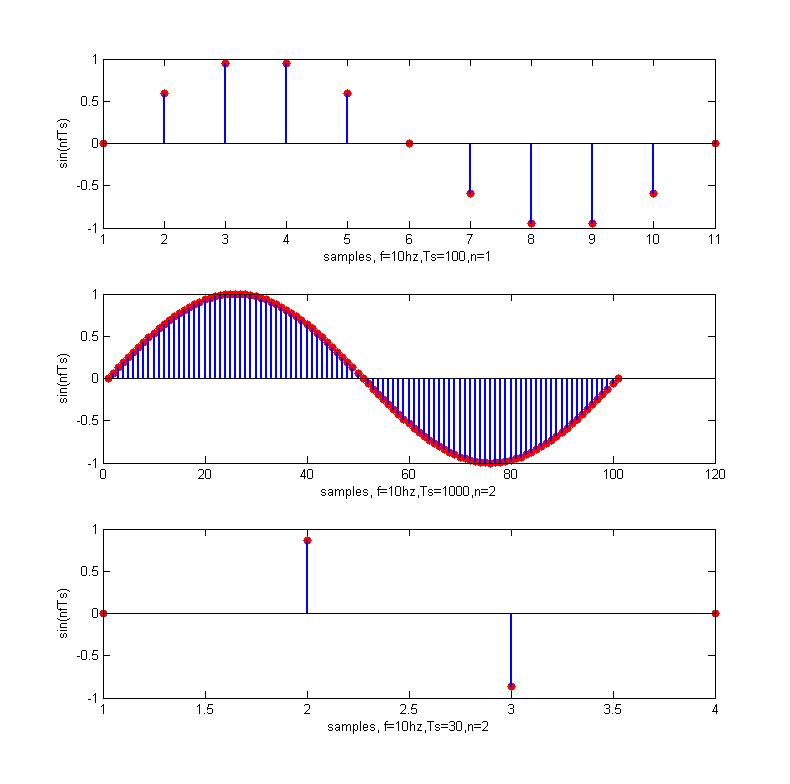 1
0.5
0
-0.5
-1
sin(nfTs)
1 2 3 4 5 6 7 8 9 10 11
samples, f=10hz,Ts=100,n=1
1
0.5
0
-0.5
-1
sin(nfTs)
0 20 40 60 80 100 120
samples, f=10hz,Ts=1000,n=2
1
0.5
0
-0.5
-1
sin(nfTs)
1 1.5 2 2.5 3 3.5 4
samples, f=10hz,Ts=30,n=2